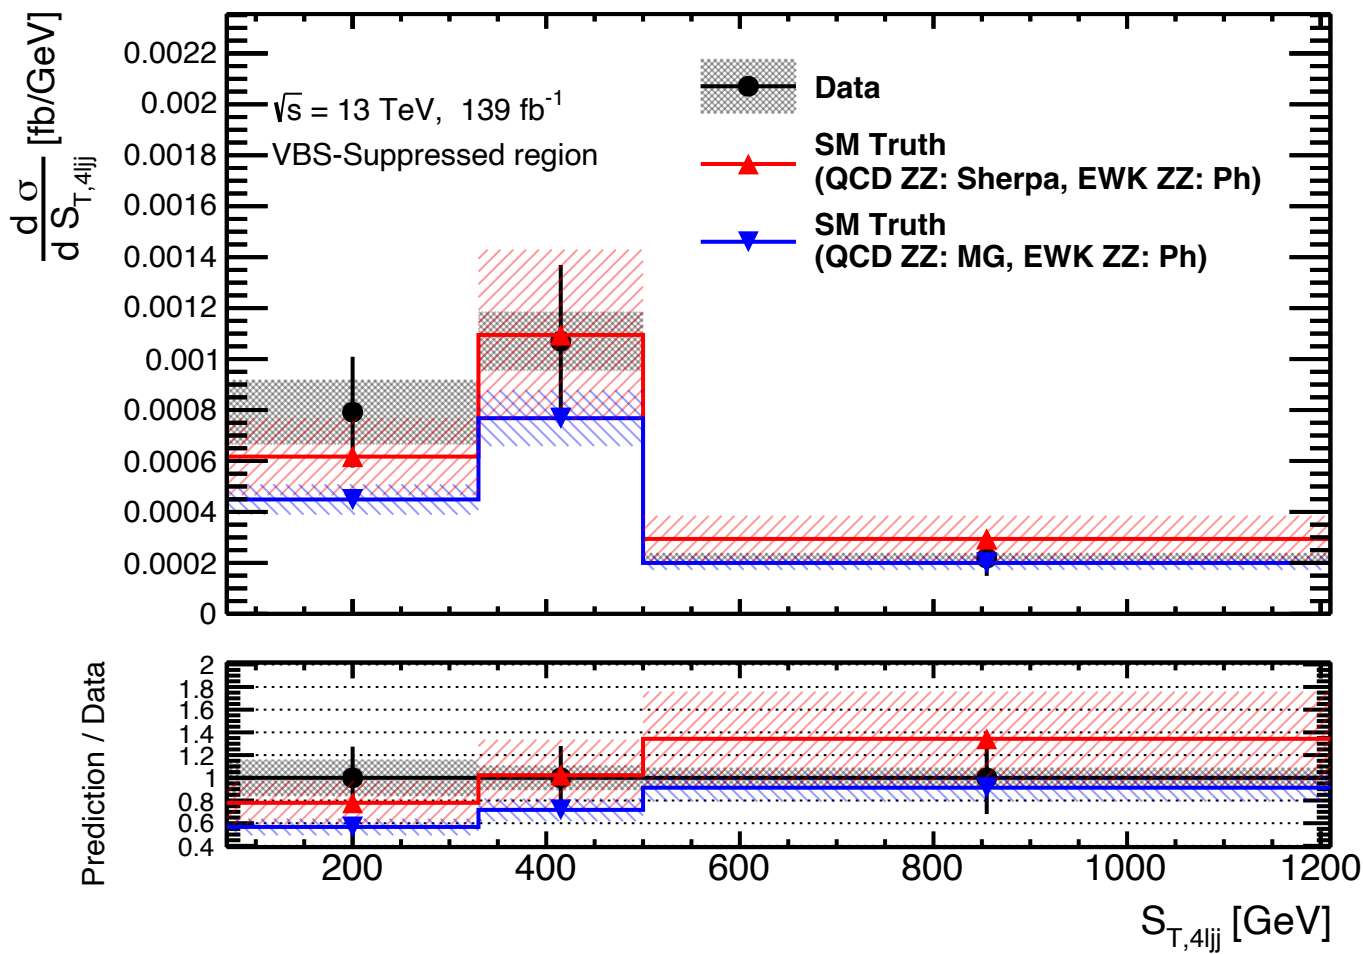 d σ
d S_T,4ljj [fb/GeV]
0.0022
0.002
0.0018
0.0016
0.0014
0.0012
0.001
0.0008
0.0006
0.0004
0.0002
0
√s = 13 TeV, 139 fb⁻¹
VBS-Suppressed region
Data
SM Truth
(QCD ZZ: Sherpa, EWK ZZ: Ph)
SM Truth
(QCD ZZ: MG, EWK ZZ: Ph)
Prediction / Data
2
1.8
1.6
1.4
1.2
1
0.8
0.6
0.4
200 400 600 800 1000 1200
S_T,4ljj [GeV]